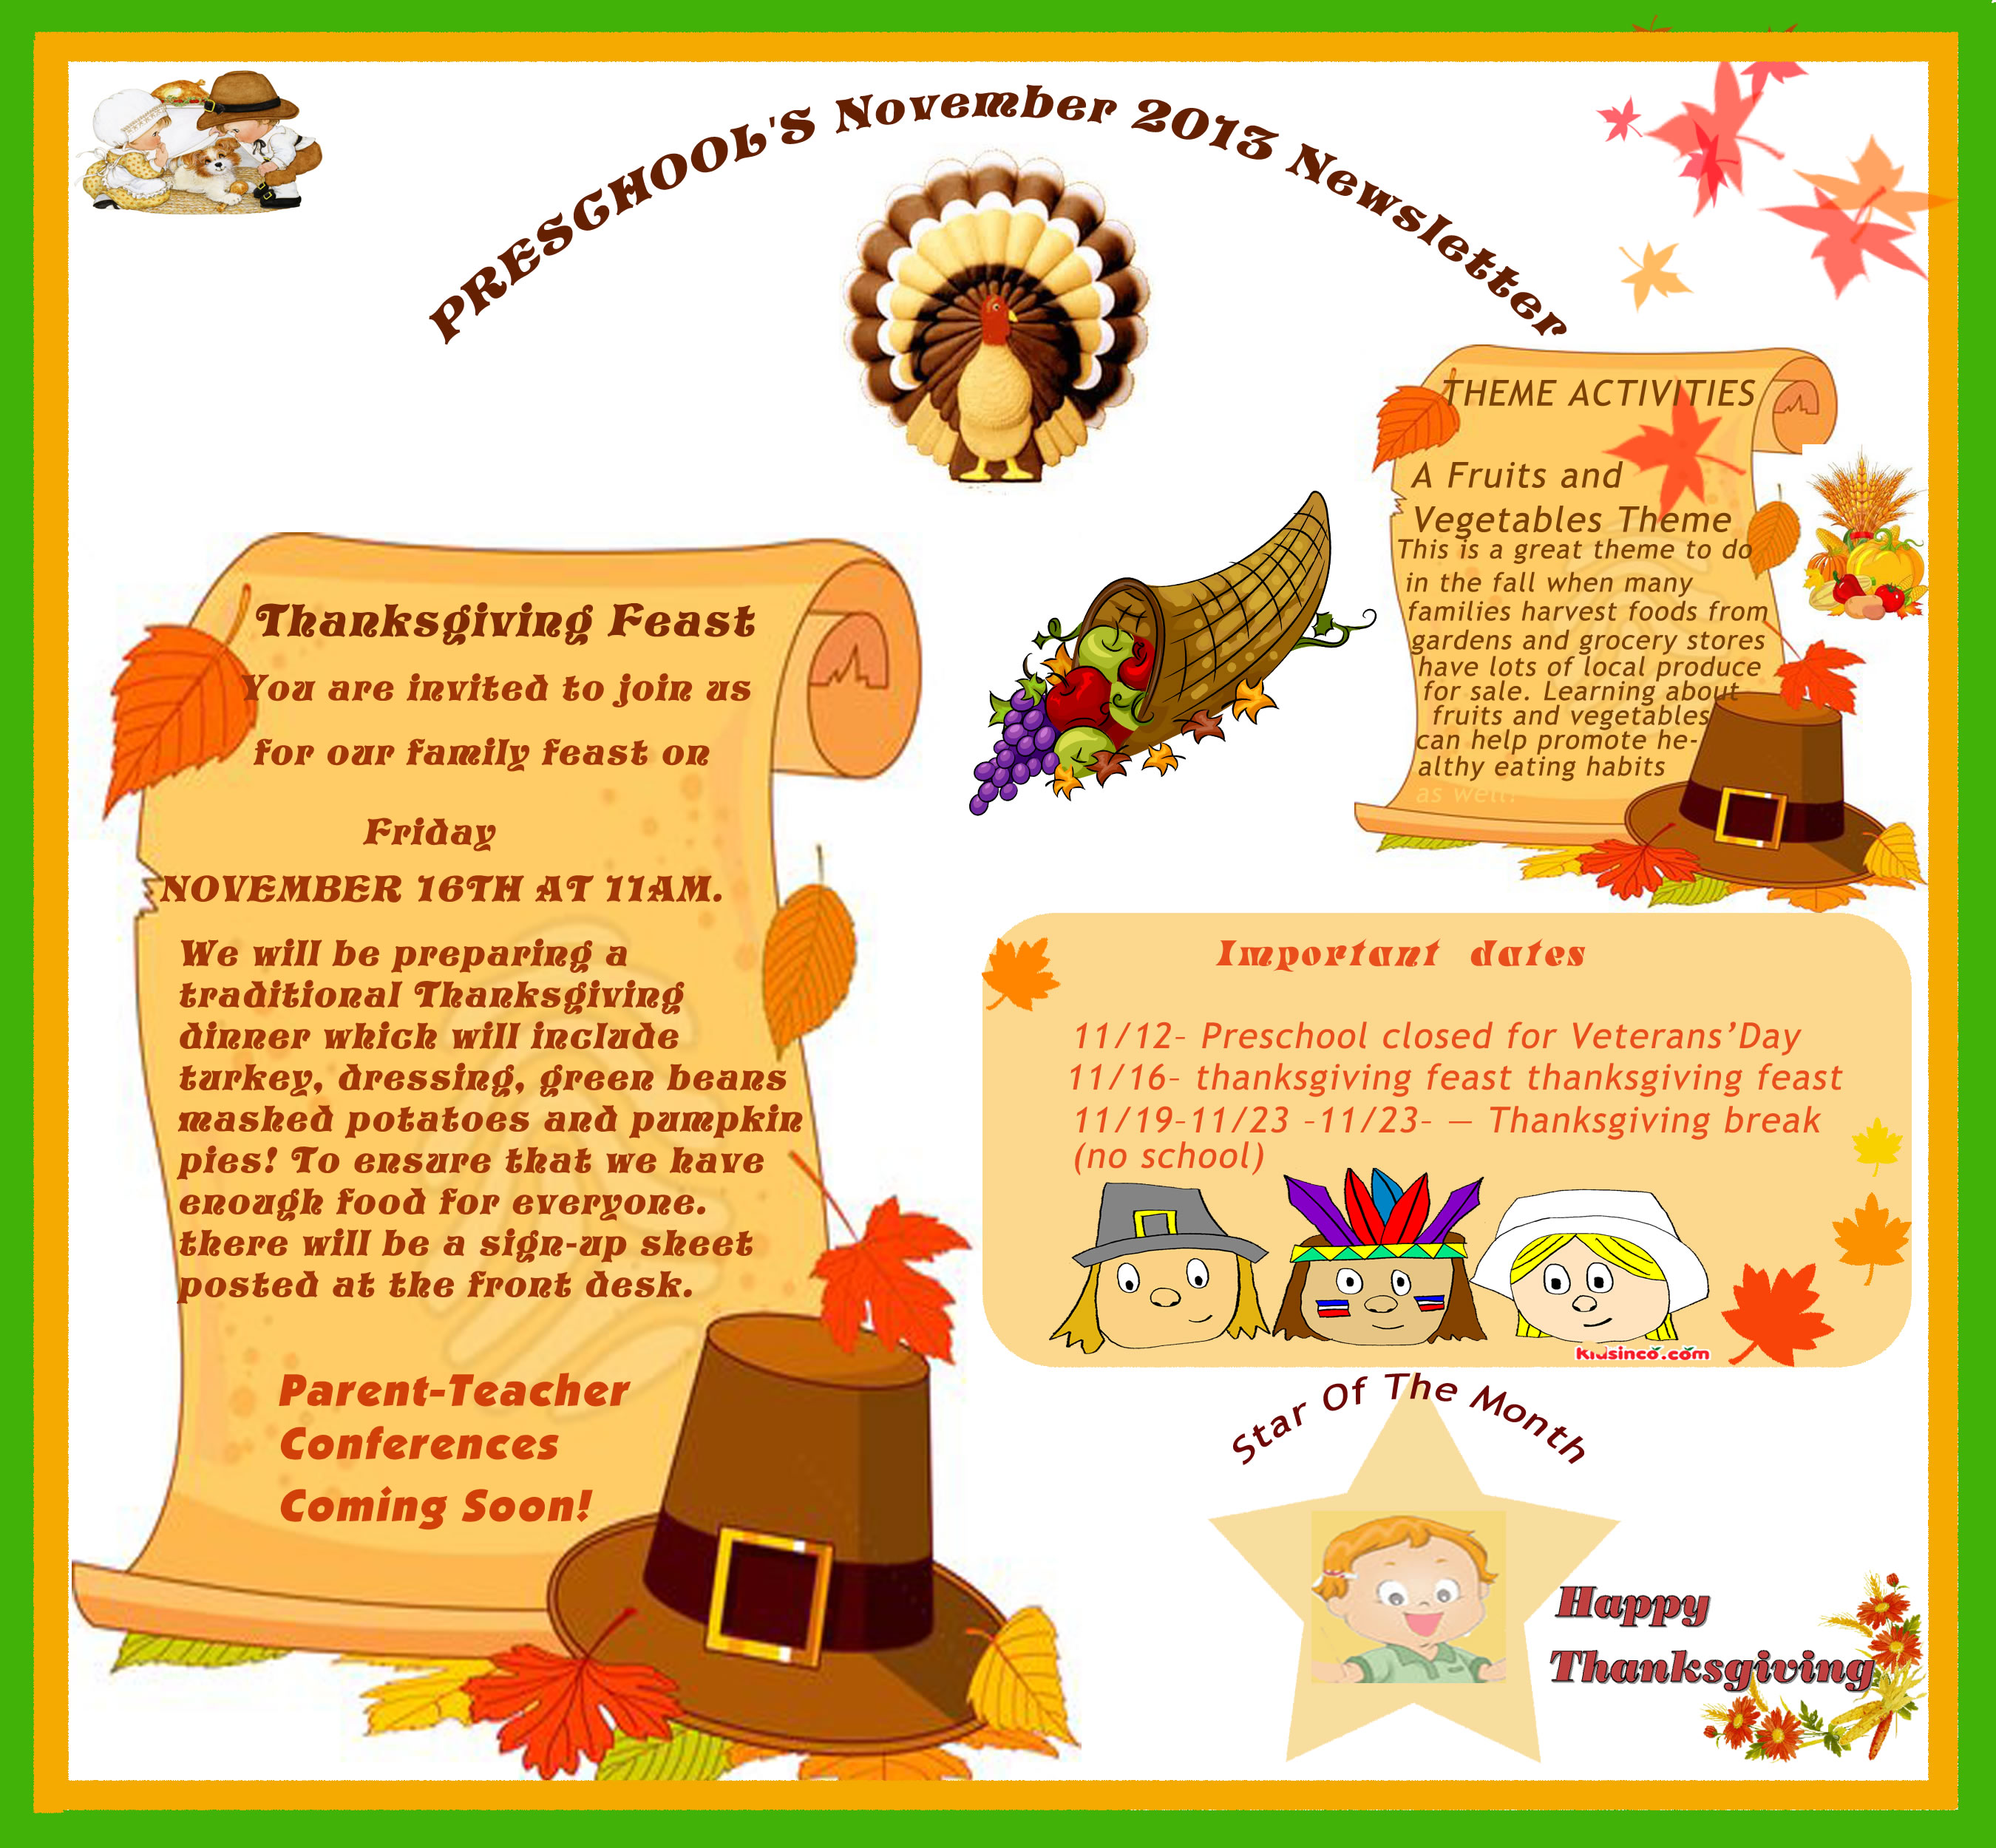 PRESCHOOL'S November 2013 Newsletter
Thanksgiving Feast
You are invited to join us
for our family feast on
Friday
NOVEMBER 16TH AT 11AM.
We will be preparing a
traditional Thanksgiving
dinner which will include
turkey, dressing, green beans
mashed potatoes and pumpkin
pies! To ensure that we have
enough food for everyone.
there will be a sign-up sheet
posted at the front desk.
Parent-Teacher
Conferences
Coming Soon!
THEME ACTIVITIES
A Fruits and
Vegetables Theme
This is a great theme to do
in the fall when many
families harvest foods from
gardens and grocery stores
have lots of local produce
for sale. Learning about
fruits and vegetables
can help promote he-
althy eating habits
as well.
Important dates
11/12– Preschool closed for Veterans’Day
11/16– thanksgiving feast thanksgiving feast
11/19–11/23 –11/23– — Thanksgiving break
(no school)
kidsinco.com
Star Of The Month
Happy
Thanksgiving